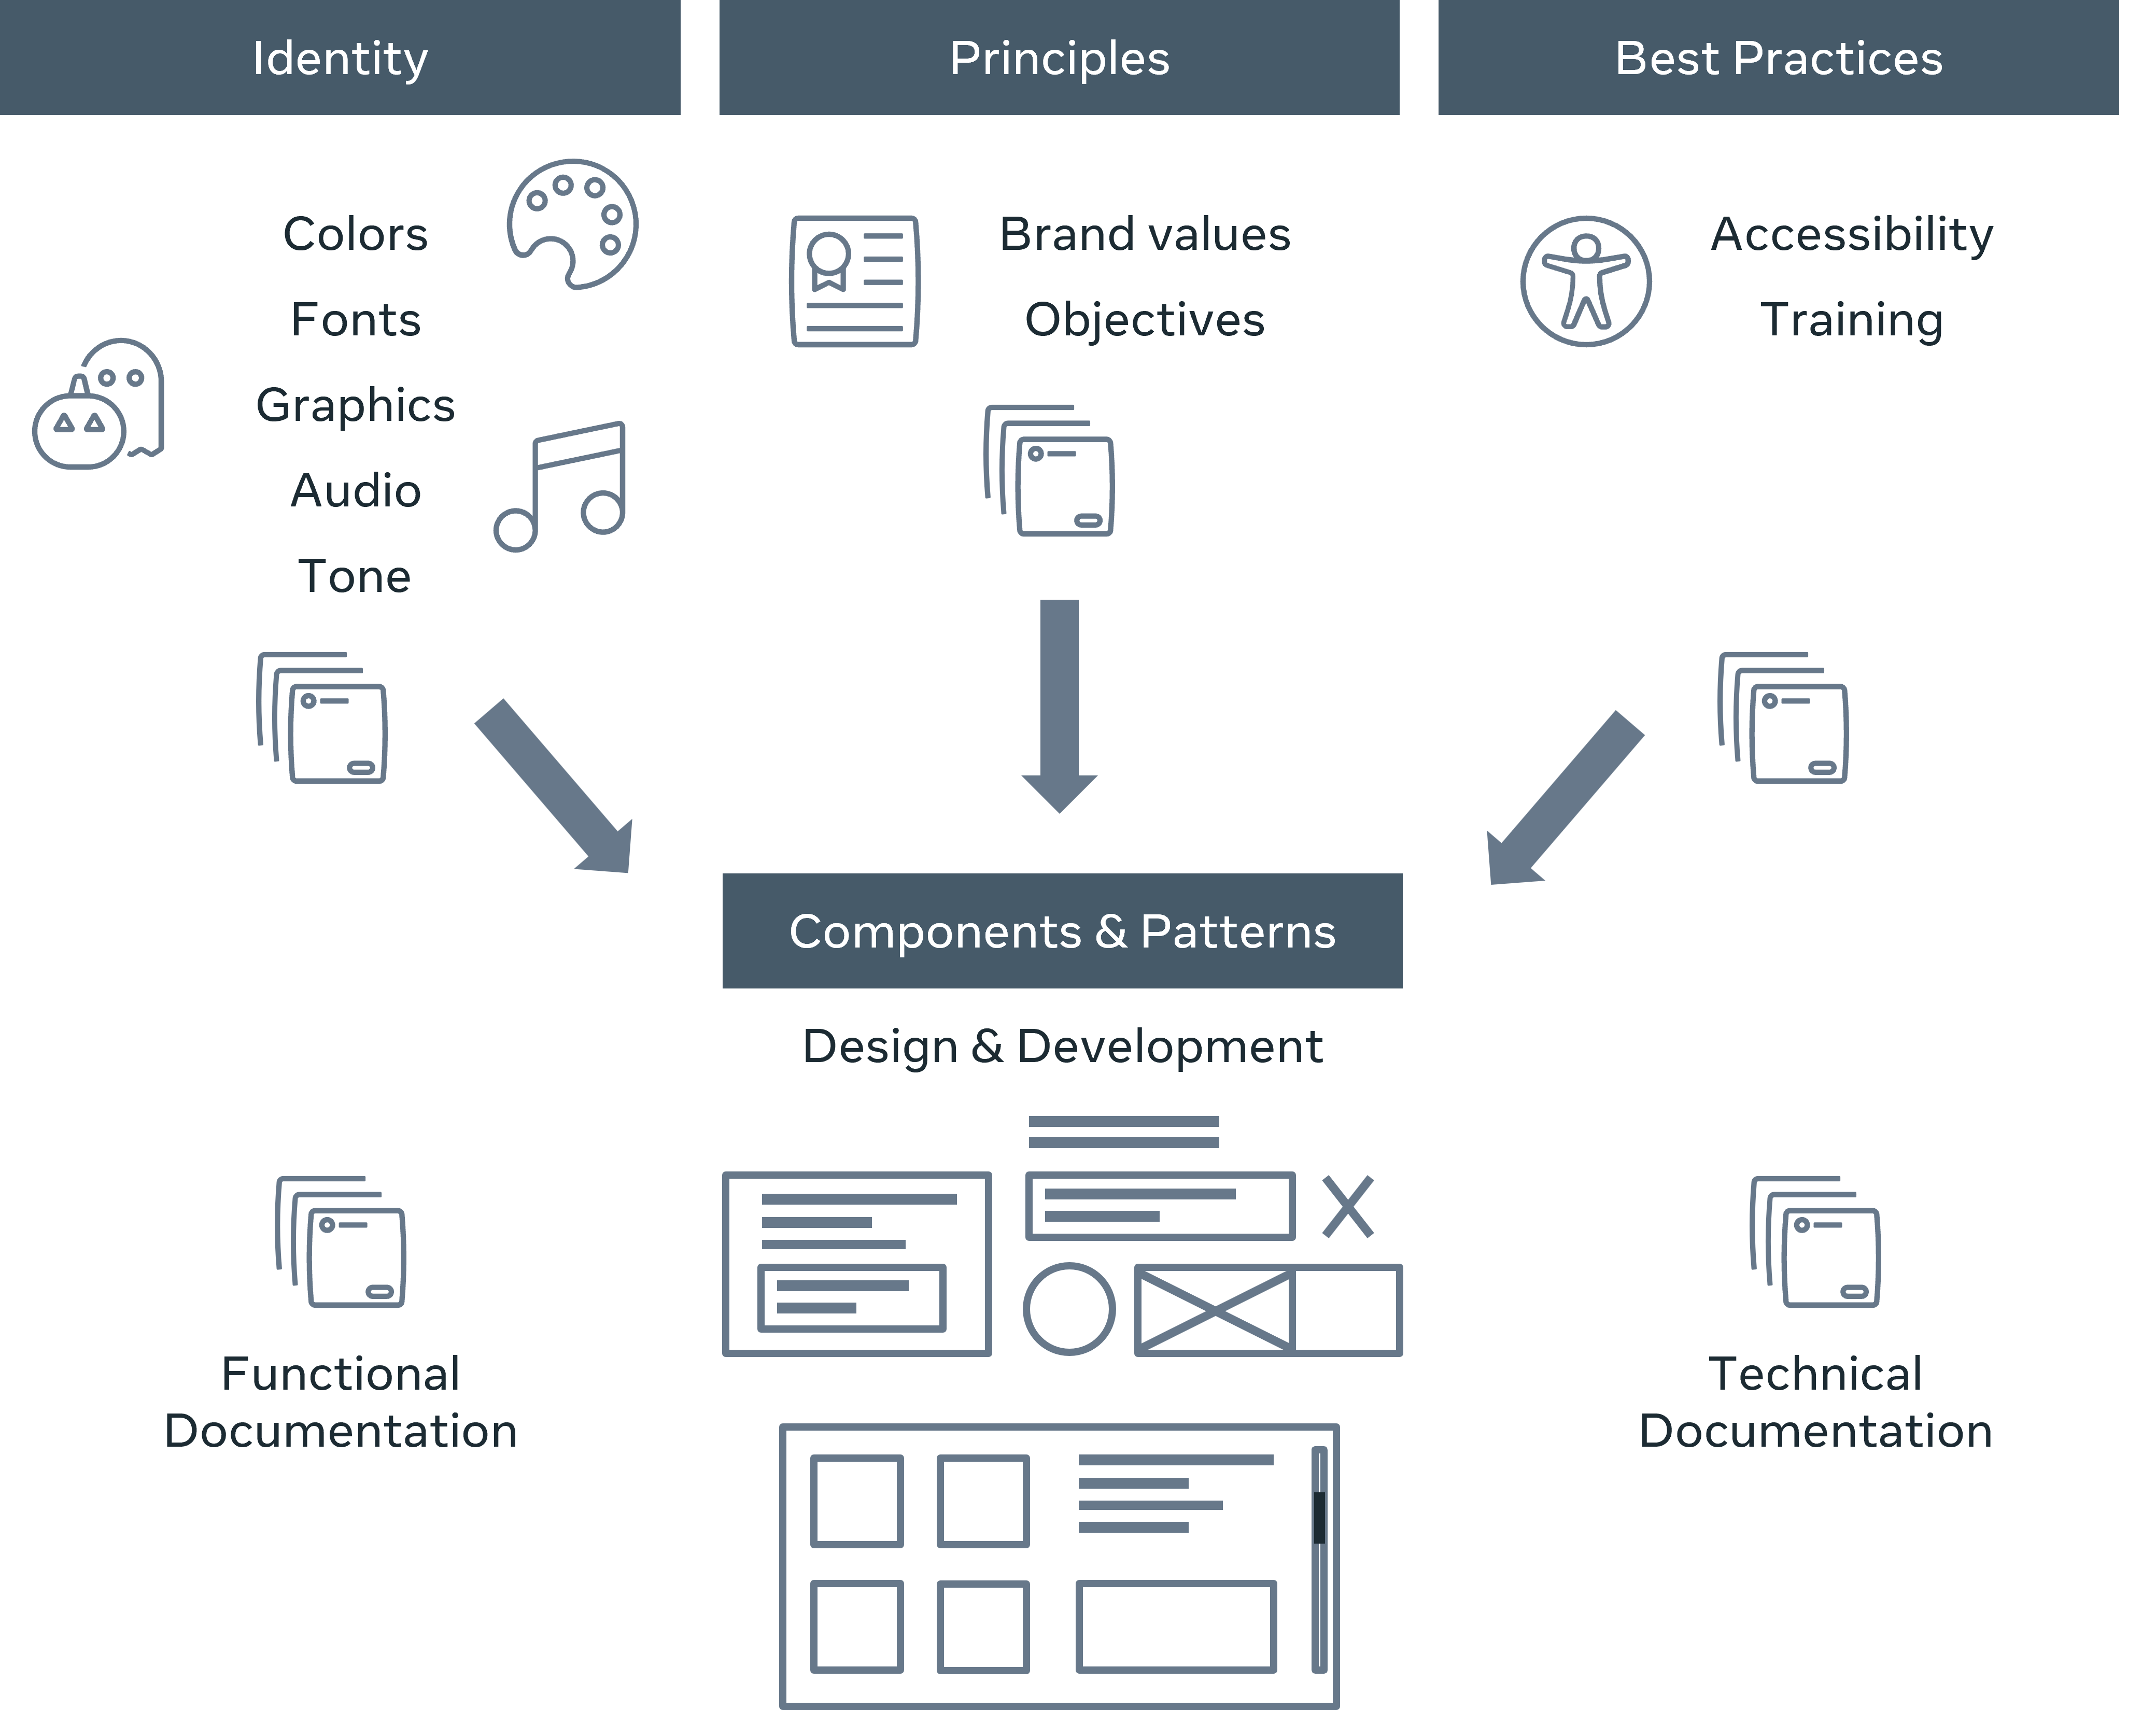 Identity
Principles
Best Practices
Colors
Fonts
Graphics
Audio
Tone
Brand values
Objectives
Accessibility
Training
Components & Patterns
Design & Development
Functional
Documentation
Technical
Documentation